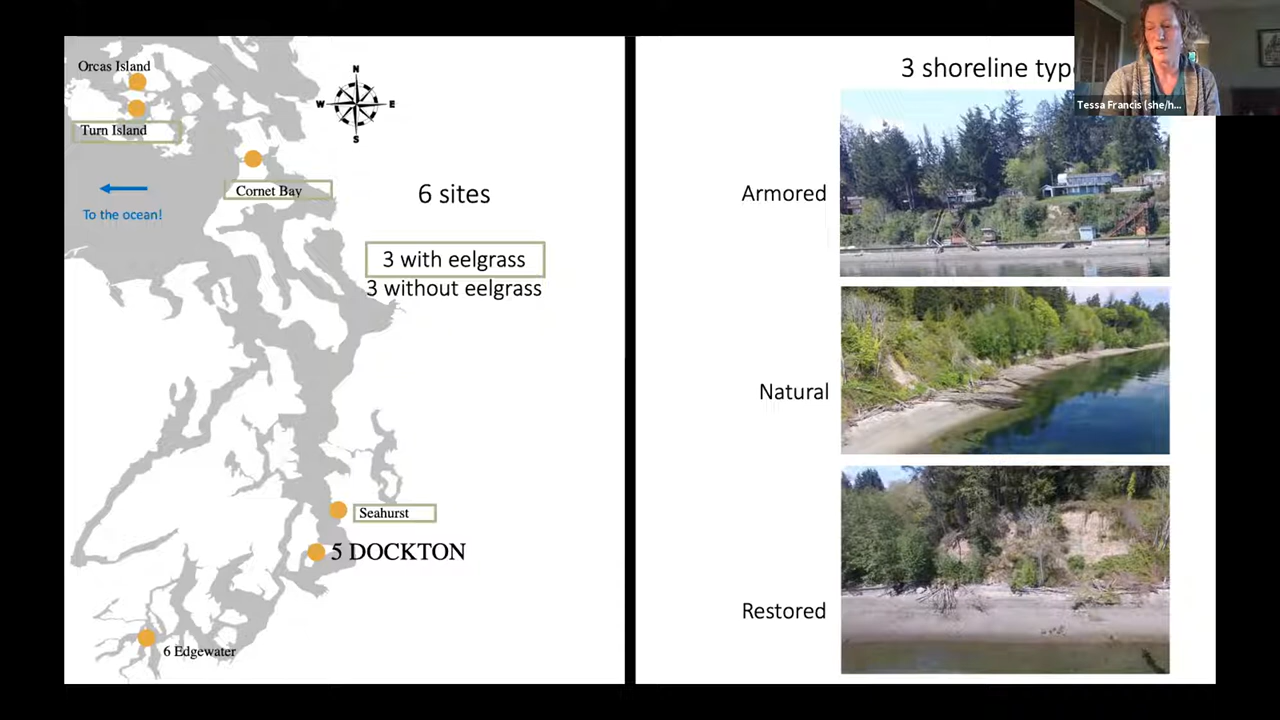 Orcas Island
Turn Island
To the ocean!
Cornet Bay
N
W E
S
6 sites
3 with eelgrass
3 without eelgrass
Seahurst
5 DOCKTON
6 Edgewater
3 shoreline typ
Armored
Natural
Restored
Tessa Francis (she/h...